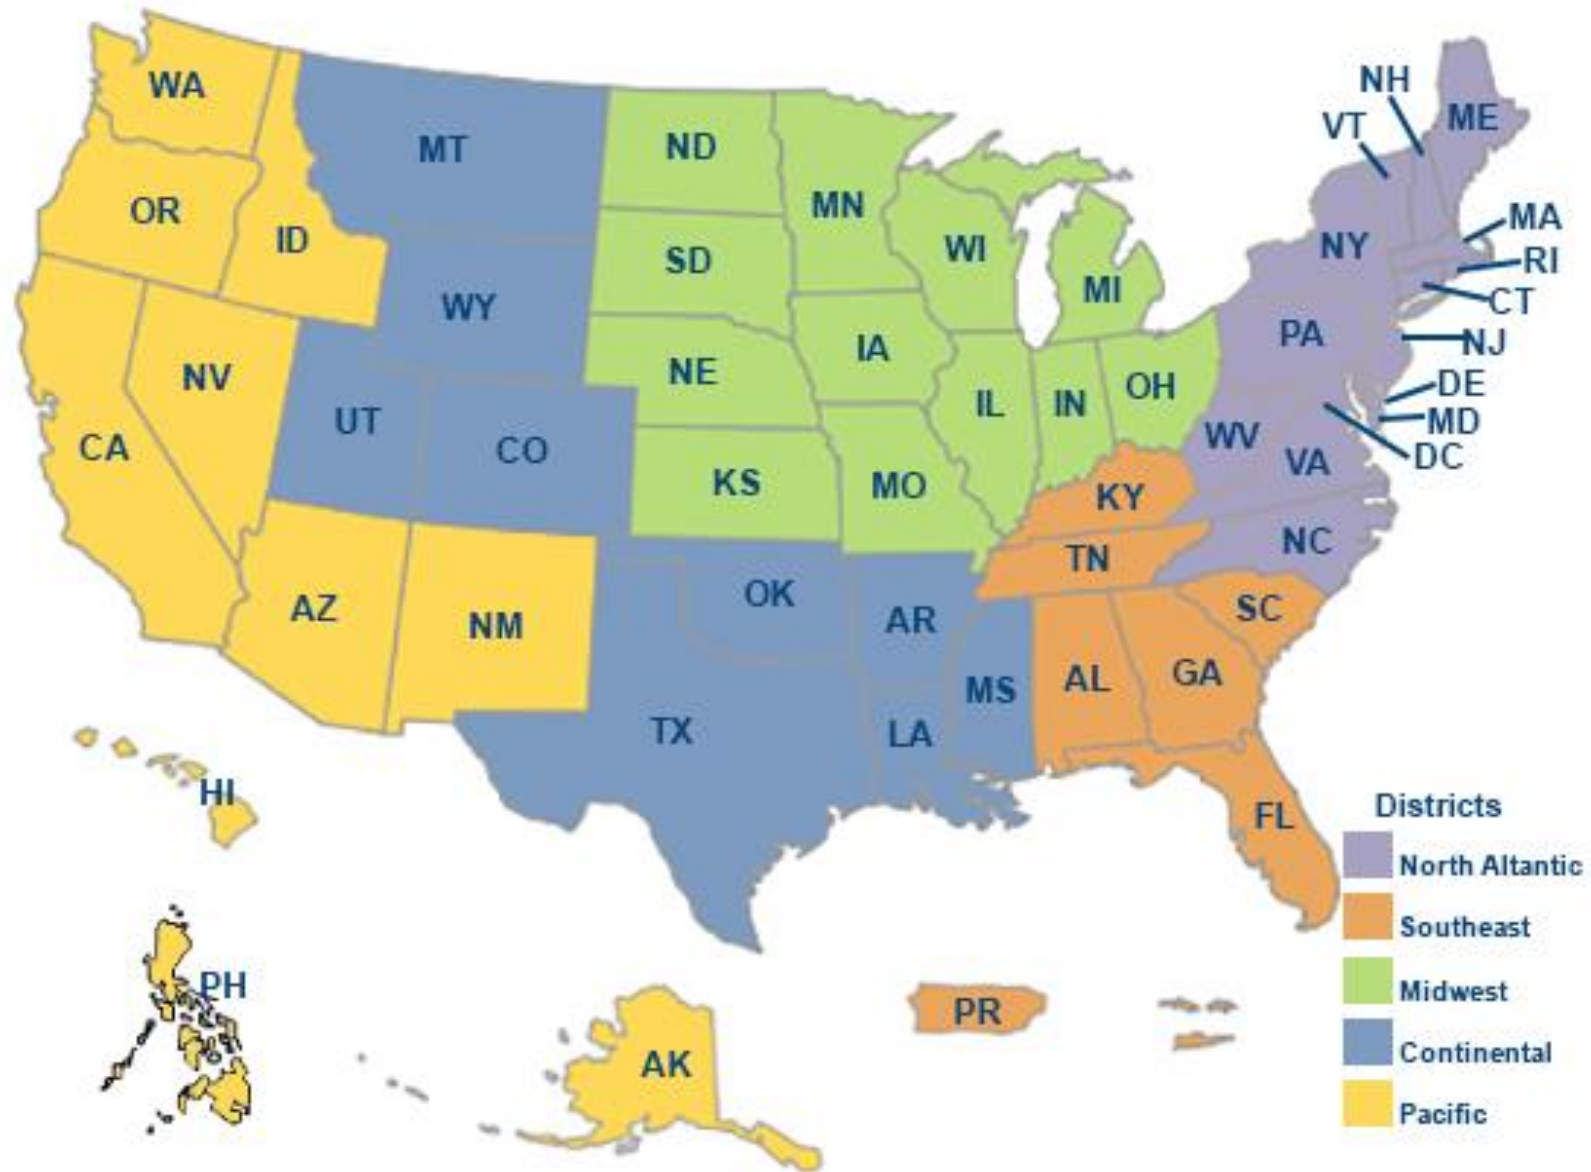 WA
MT
ND
MN
NH
VT
ME
OR
ID
SD
WI
MI
NY
MA
RI
CT
WY
NV
NE
IA
PA
NJ
DE
MD
DC
CA
UT
CO
KS
MO
IL
IN
OH
WV
VA
KY
NC
AZ
NM
OK
AR
TN
SC
TX
LA
MS
AL
GA
HI
FL
PH
AK
PR
Districts
North Altantic
Southeast
Midwest
Continental
Pacific